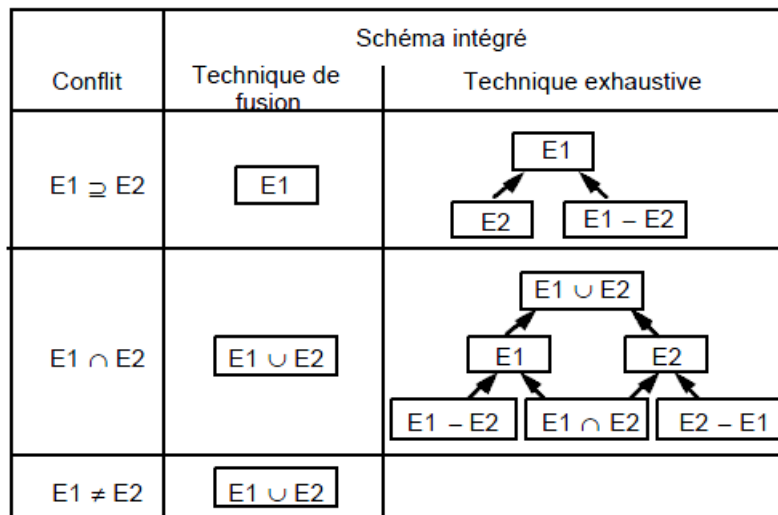 Schéma intégré
Conflit
Technique de
fusion
Technique exhaustive
E1 ⊇ E2
E1
E1
E2
E1 – E2
E1 ∩ E2
E1 ∪ E2
E1 ∪ E2
E1
E2
E1 – E2
E1 ∩ E2
E2 – E1
E1 ≠ E2
E1 ∪ E2